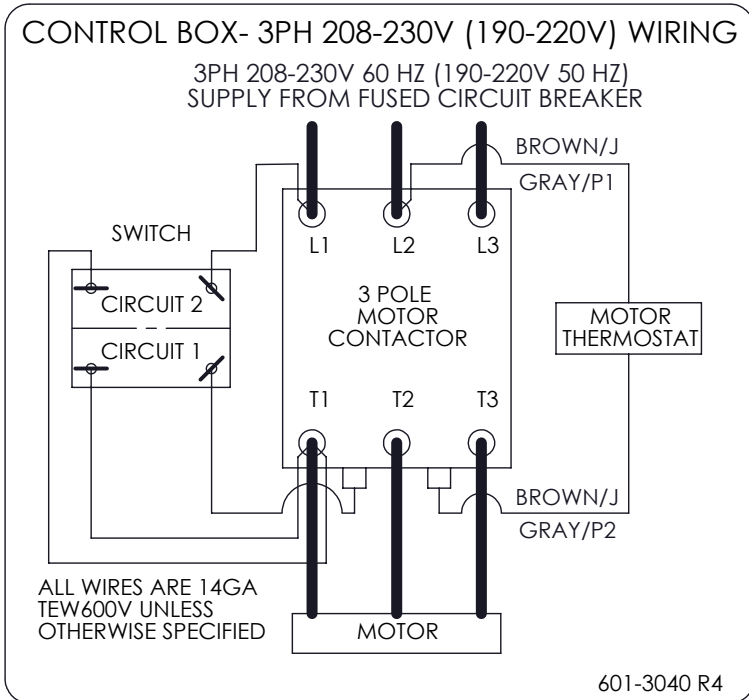 CONTROL BOX- 3PH 208-230V (190-220V) WIRING
3PH 208-230V 60 HZ (190-220V 50 HZ)
SUPPLY FROM FUSED CIRCUIT BREAKER
BROWN/J
GRAY/P1
SWITCH
L1
L2
L3
CIRCUIT 2
CIRCUIT 1
3 POLE
MOTOR
CONTACTOR
MOTOR
THERMOSTAT
T1
T2
T3
BROWN/J
GRAY/P2
ALL WIRES ARE 14GA
TEW600V UNLESS
OTHERWISE SPECIFIED
MOTOR
601-3040 R4